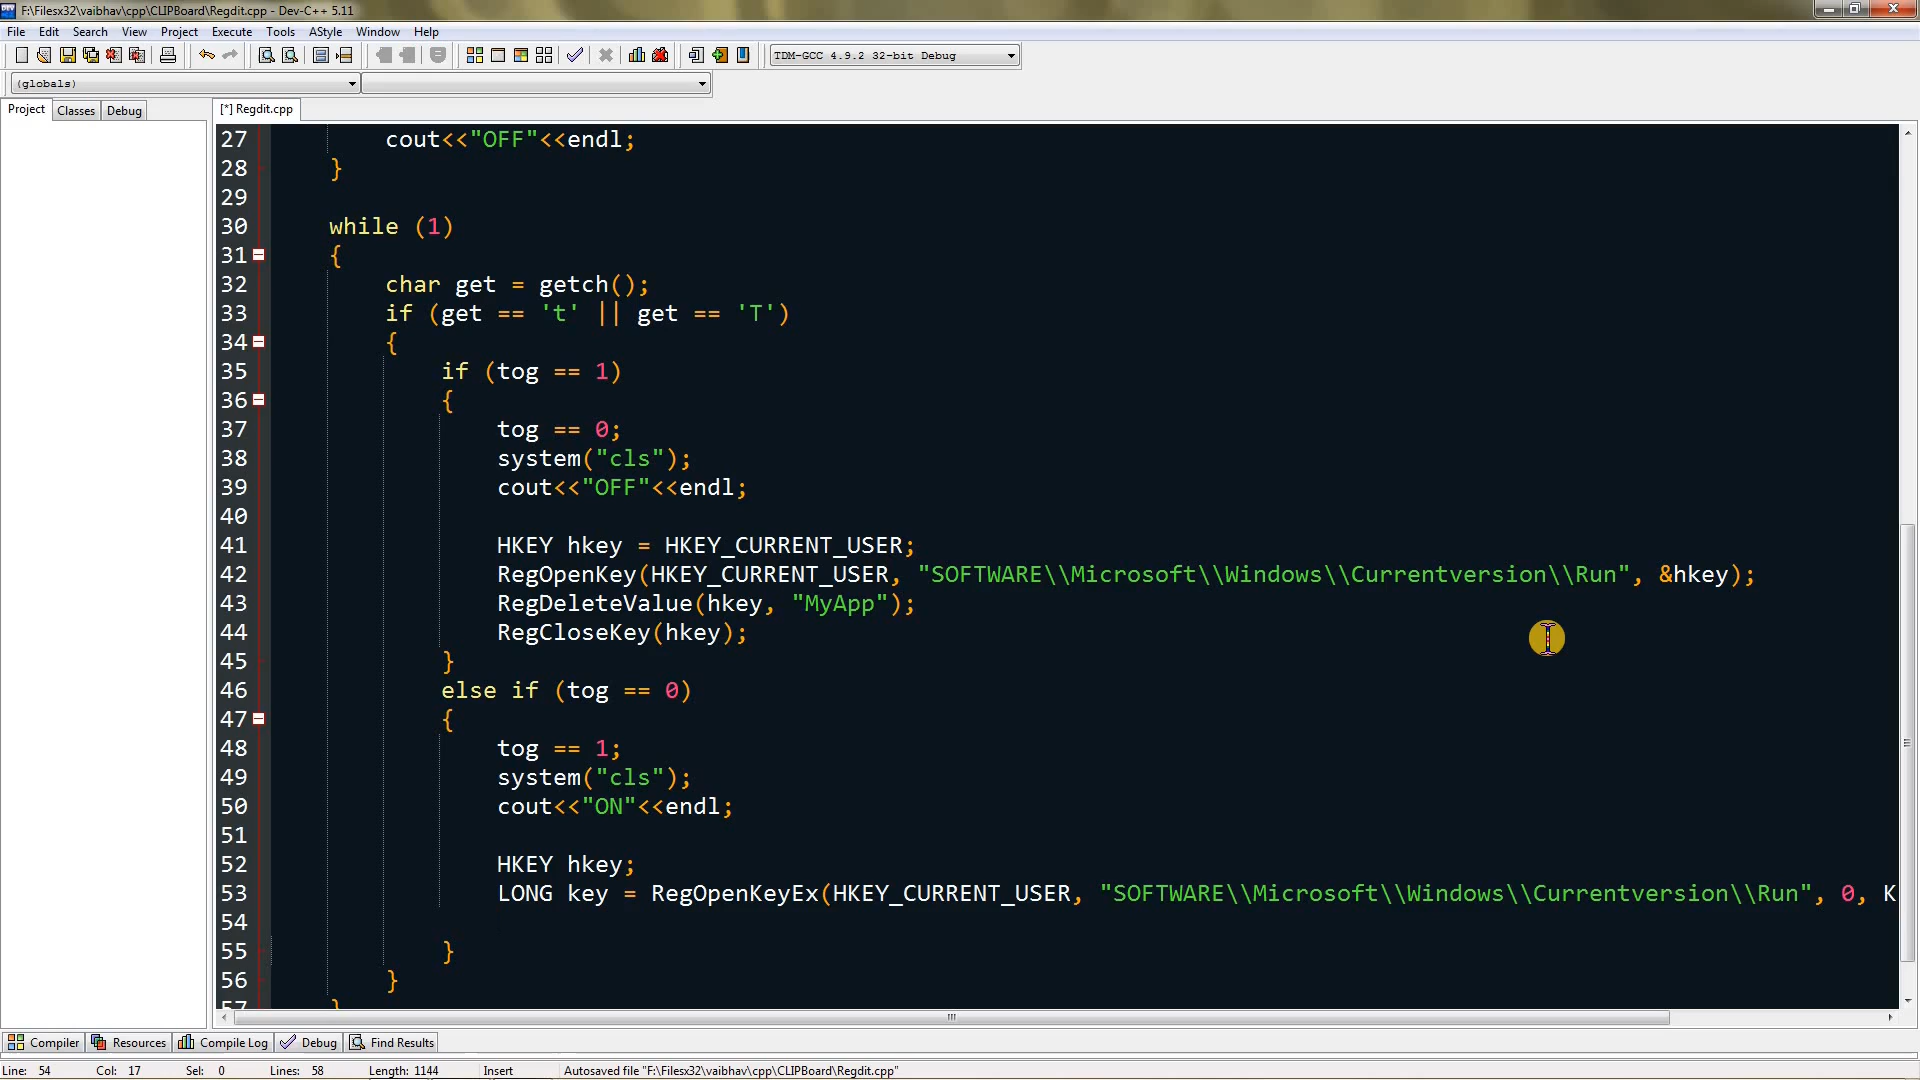 F:\Filesx32\vaibhav\cpp\CLIPBoard\Regdit.cpp - Dev-C++ 5.11
File Edit Search View Project Execute Tools AStyle Window Help
TDM-GCC 4.9.2 32-bit Debug
(globals)
Project Classes Debug
[*] Regdit.cpp
27 cout<<"OFF"<<endl;
28 }
29
30 while (1)
31 {
32 char get = getch();
33 if (get == 't' || get == 'T')
34 {
35 if (tog == 1)
36 {
37 tog == 0;
38 system("cls");
39 cout<<"OFF"<<endl;
40
41 HKEY hkey = HKEY_CURRENT_USER;
42 RegOpenKey(HKEY_CURRENT_USER, "SOFTWARE\\Microsoft\\Windows\\Currentversion\\Run", &hkey);
43 RegDeleteValue(hkey, "MyApp");
44 RegCloseKey(hkey);
45 }
46 else if (tog == 0)
47 {
48 tog == 1;
49 system("cls");
50 cout<<"ON"<<endl;
51
52 HKEY hkey;
53 LONG key = RegOpenKeyEx(HKEY_CURRENT_USER, "SOFTWARE\\Microsoft\\Windows\\Currentversion\\Run", 0, K
54
55 }
56 }
57 }
Compiler Resources Compile Log Debug Find Results
Line: 54 Col: 17 Sel: 0 Lines: 58 Length: 1144 Insert Autosaved file "F:\Filesx32\vaibhav\cpp\CLIPBoard\Regdit.cpp"